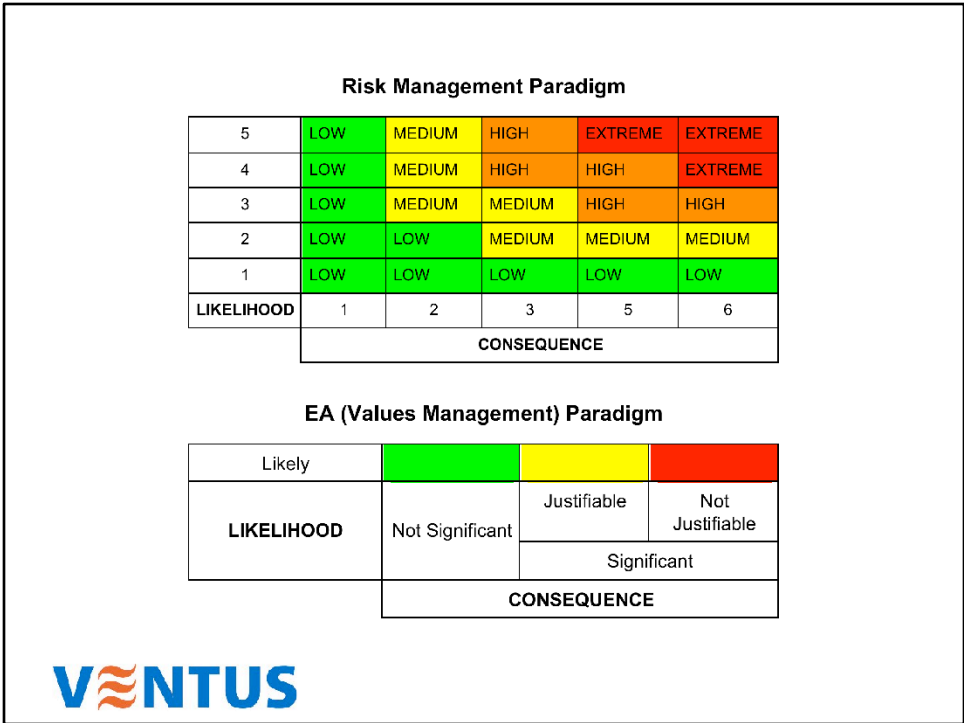 Risk Management Paradigm
5 LOW MEDIUM HIGH EXTREME EXTREME
4 LOW MEDIUM HIGH HIGH EXTREME
3 LOW MEDIUM MEDIUM HIGH HIGH
2 LOW LOW MEDIUM MEDIUM MEDIUM
1 LOW LOW LOW LOW LOW
LIKELIHOOD 1 2 3 5 6
CONSEQUENCE
EA (Values Management) Paradigm
Likely
LIKELIHOOD Not Significant Justifiable Not
Justifiable
Significant
CONSEQUENCE
VENTUS